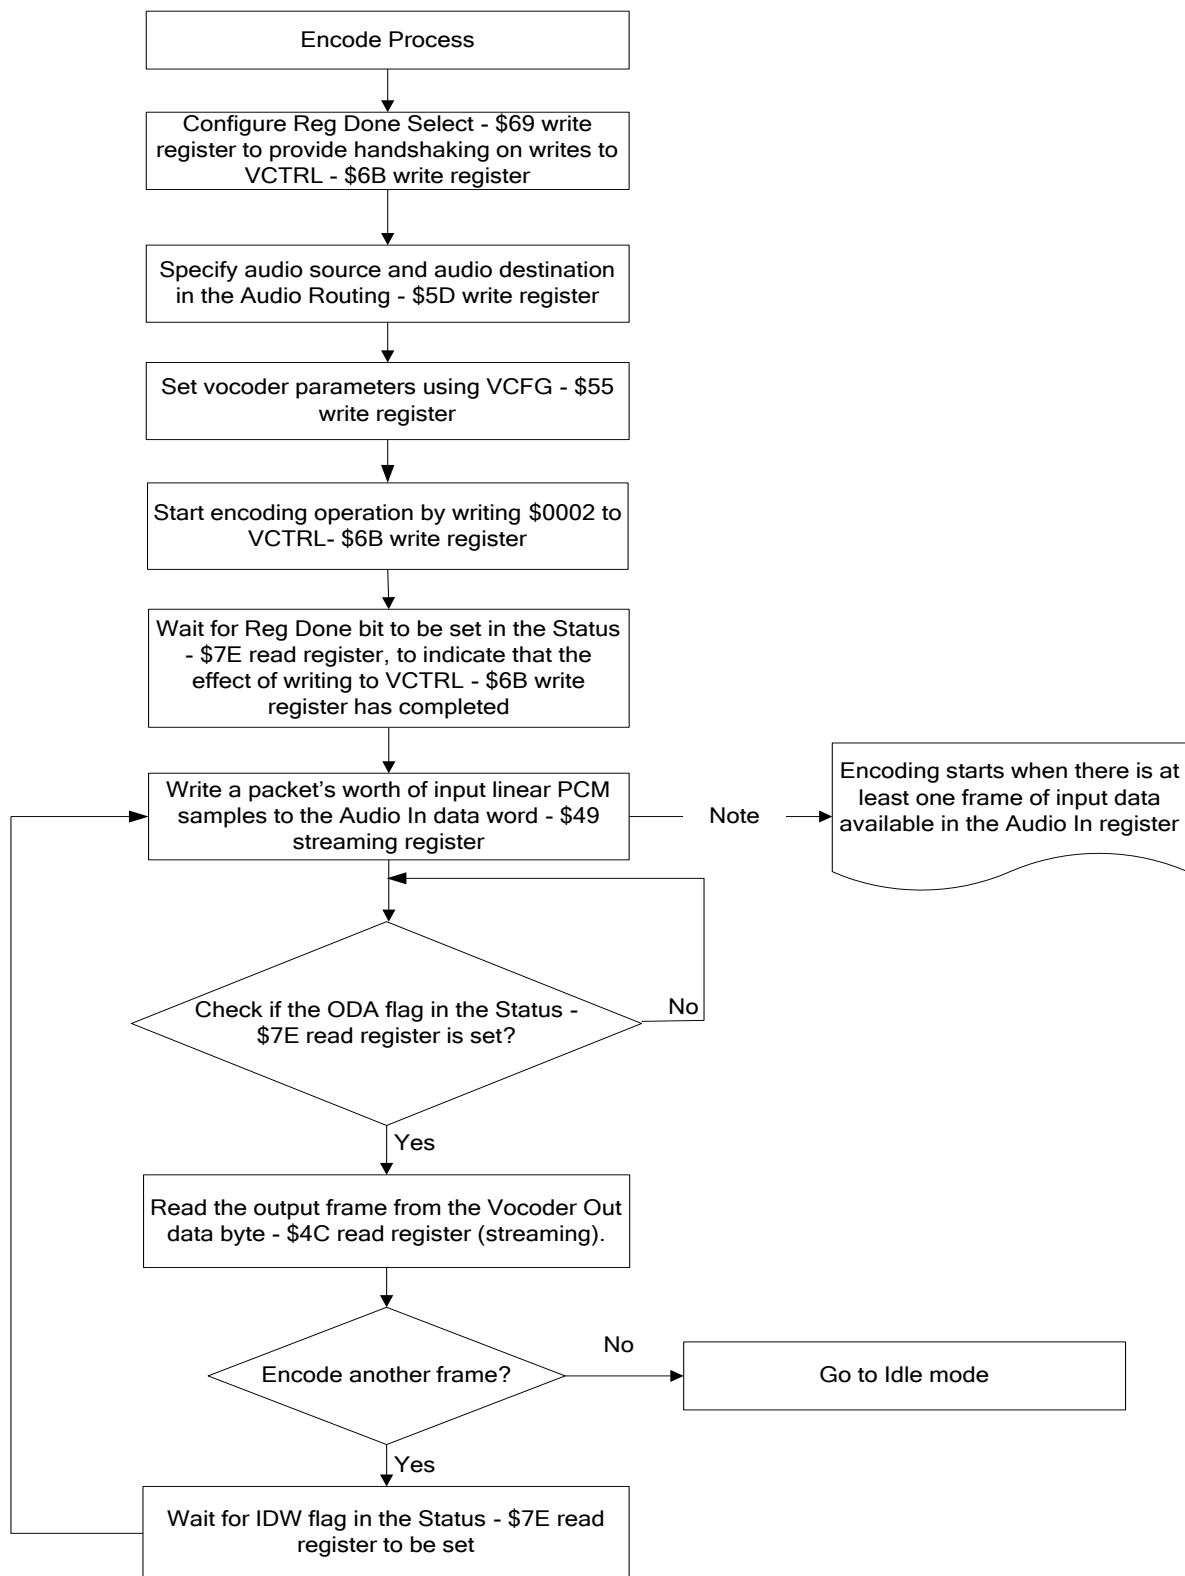 Encode Process
Configure Reg Done Select - $69 write
register to provide handshaking on writes to
VCTRL - $6B write register
Specify audio source and audio destination
in the Audio Routing - $5D write register
Set vocoder parameters using VCFG - $55
write register
Start encoding operation by writing $0002 to
VCTRL- $6B write register
Wait for Reg Done bit to be set in the Status
- $7E read register, to indicate that the
effect of writing to VCTRL - $6B write
register has completed
Write a packet's worth of input linear PCM
samples to the Audio In data word - $49
streaming register
Note
Encoding starts when there is at
least one frame of input data
available in the Audio In register
Check if the ODA flag in the Status -
$7E read register is set?
No
Yes
Read the output frame from the Vocoder Out
data byte - $4C read register (streaming).
Encode another frame?
No
Go to Idle mode
Yes
Wait for IDW flag in the Status - $7E read
register to be set